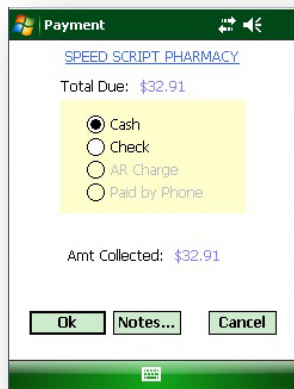 Payment
SPEED SCRIPT PHARMACY
Total Due: $32.91
Cash
Check
AR Charge
Paid by Phone
Amt Collected: $32.91
Ok Notes... Cancel